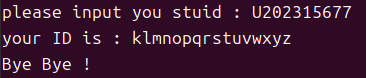 please input you stuid : U202315677
your ID is : klmnopqrstuvwxyz
Bye Bye !